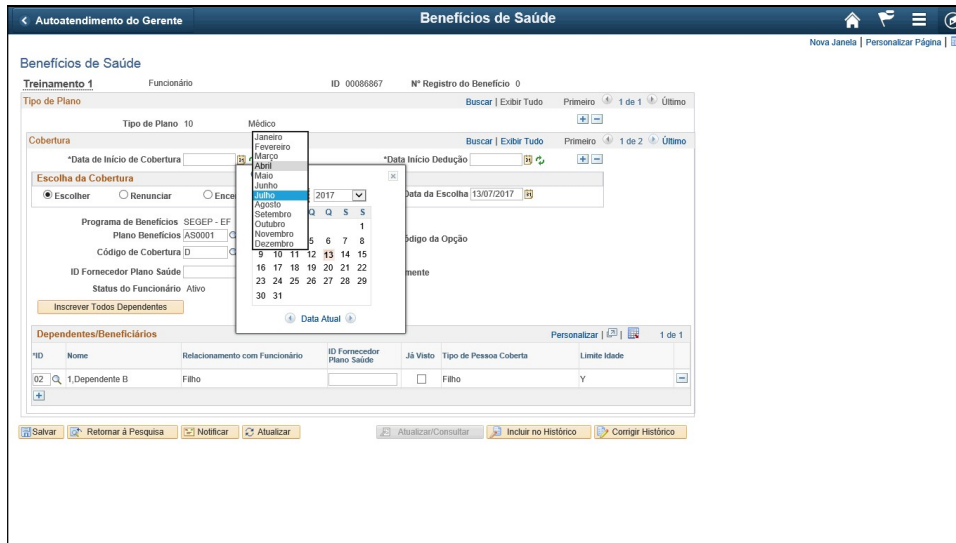 Autoatendimento do Gerente
Benefícios de Saúde
Nova Janela | Personalizar Página |
Benefícios de Saúde
Treinamento 1 Funcionário ID 00086867 Nº Registro do Benefício 0
Tipo de Plano Buscar | Exibir Tudo Primeiro 1 de 1 Último
Tipo de Plano 10 Médico
Cobertura Buscar | Exibir Tudo Primeiro 1 de 2 Último
*Data de Início de Cobertura *Data Início Dedução
Escolha da Cobertura
Escolher Renunciar Data da Escolha 13/07/2017
Programa de Benefícios SEGEP - EF
Plano Benefícios AS0001
Código de Cobertura D
ID Fornecedor Plano Saúde
Status do Funcionário Ativo
Inscrever Todos Dependentes
Janeiro
Fevereiro
Março
Abril
Maio
Junho
Julho
Agosto
Setembro
Outubro
Novembro
Dezembro
2017
Q Q S S
1
5 6 7 8
9 10 11 12 13 14 15
16 17 18 19 20 21 22
23 24 25 26 27 28 29
30 31
Data Atual
Dependentes/Beneficiários Personalizar | 1 de 1
*ID Nome Relacionamento com Funcionário ID Fornecedor Plano Saúde Já Visto Tipo de Pessoa Coberta Limite Idade
02 1,Dependente B Filho Filho Y
Salvar Retornar à Pesquisa Notificar Atualizar Atualizar/Consultar Incluir no Histórico Corrigir Histórico